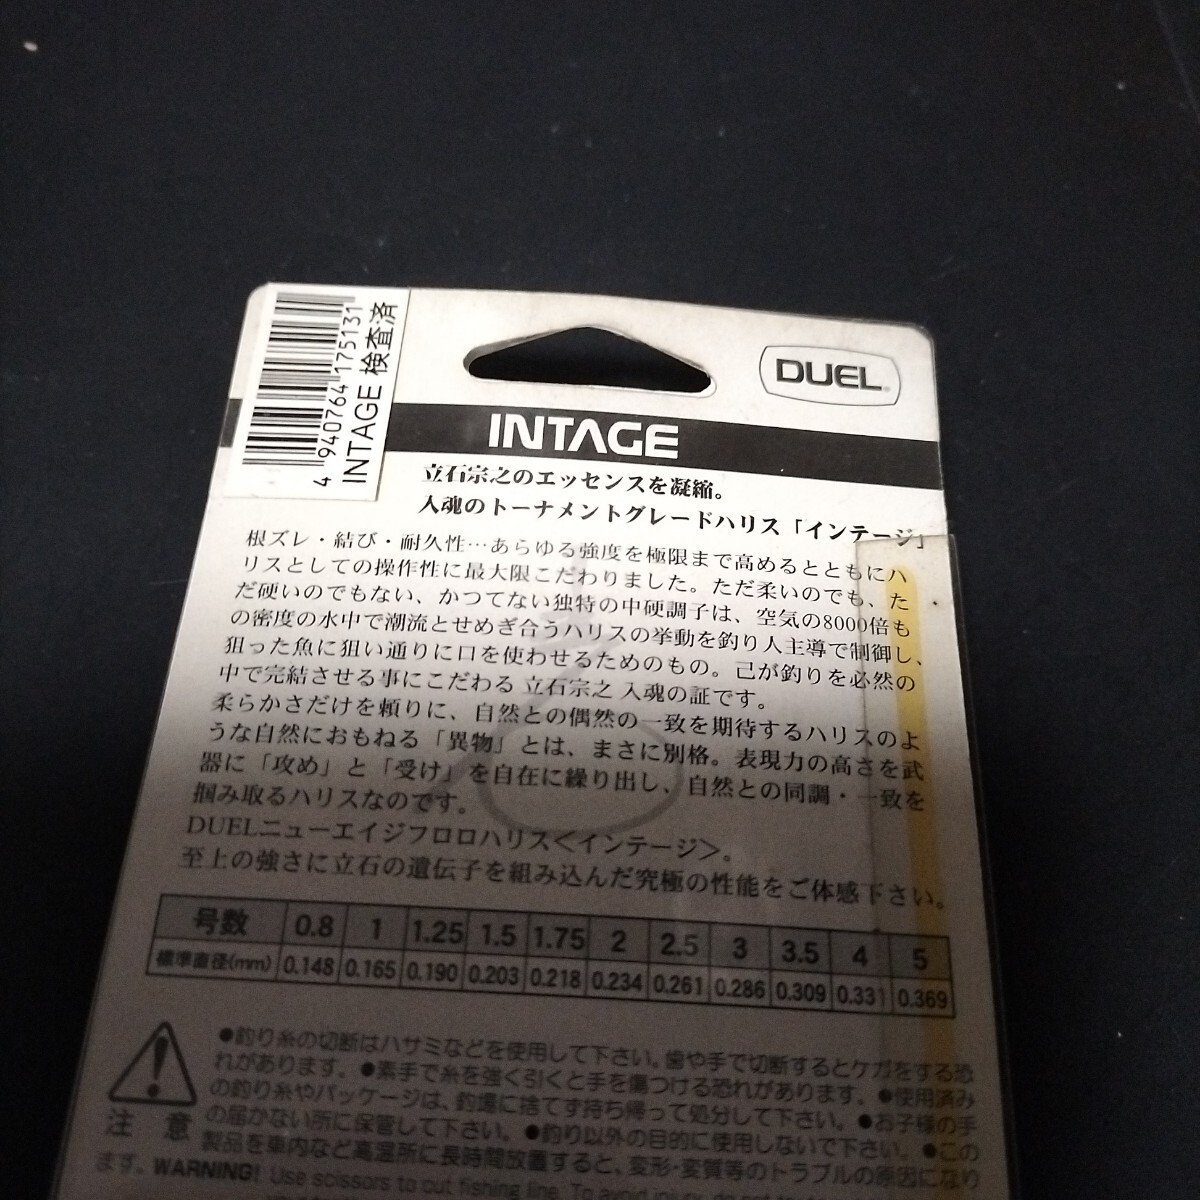 4 940764 175131
INTAGE 検査済
DUEL®
INTAGE
立石宗之のエッセンスを凝縮。
入魂のトーナメントグレードハリス「インテージ」
根ズレ・結び・耐久性…あらゆる強度を極限まで高めるとともにハ
リスとしての操作性に最大限こだわりました。ただ柔いのでも、た
だ硬いのでもない、かつてない独特の中硬調子は、空気の8000倍も
の密度の水中で潮流とせめぎ合うハリスの挙動を釣り人主導で制御し、
狙った魚に狙い通りに口を使わせるためのもの。己が釣りを必然の
中で完結させる事にこだわる 立石宗之 入魂の証です。
柔らかさだけを頼りに、自然との偶然の一致を期待するハリスのよ
うな自然におもねる「異物」とは、まさに別格。表現力の高さを武
器に「攻め」と「受け」を自在に繰り出し、自然との同調・一致を
掴み取るハリスなのです。
DUELニューエイジフロロハリス<インテージ>。
至上の強さに立石の遺伝子を組み込んだ究極の性能をご体感下さい。
号数 0.8 1 1.25 1.5 1.75 2 2.5 3 3.5 4 5
標準直径(mm) 0.148 0.165 0.190 0.203 0.218 0.234 0.261 0.286 0.309 0.331 0.369
注意
●釣り糸の切断はハサミなどを使用して下さい。歯や手で切断するとケガをする恐
れがあります。●素手で糸を強く引くと手を傷つける恐れがあります。●使用済み
の釣り糸やパッケージは、釣場に捨てず持ち帰って処分して下さい。●お子様の手
の届かない所に保管して下さい。●釣り以外の目的に使用しないで下さい。●この
製品を車内など高温所に長時間放置すると、変形・変質等のトラブルの原因になり
ます。WARNING! Use scissors to cut fishing line. To avoid injury, do not